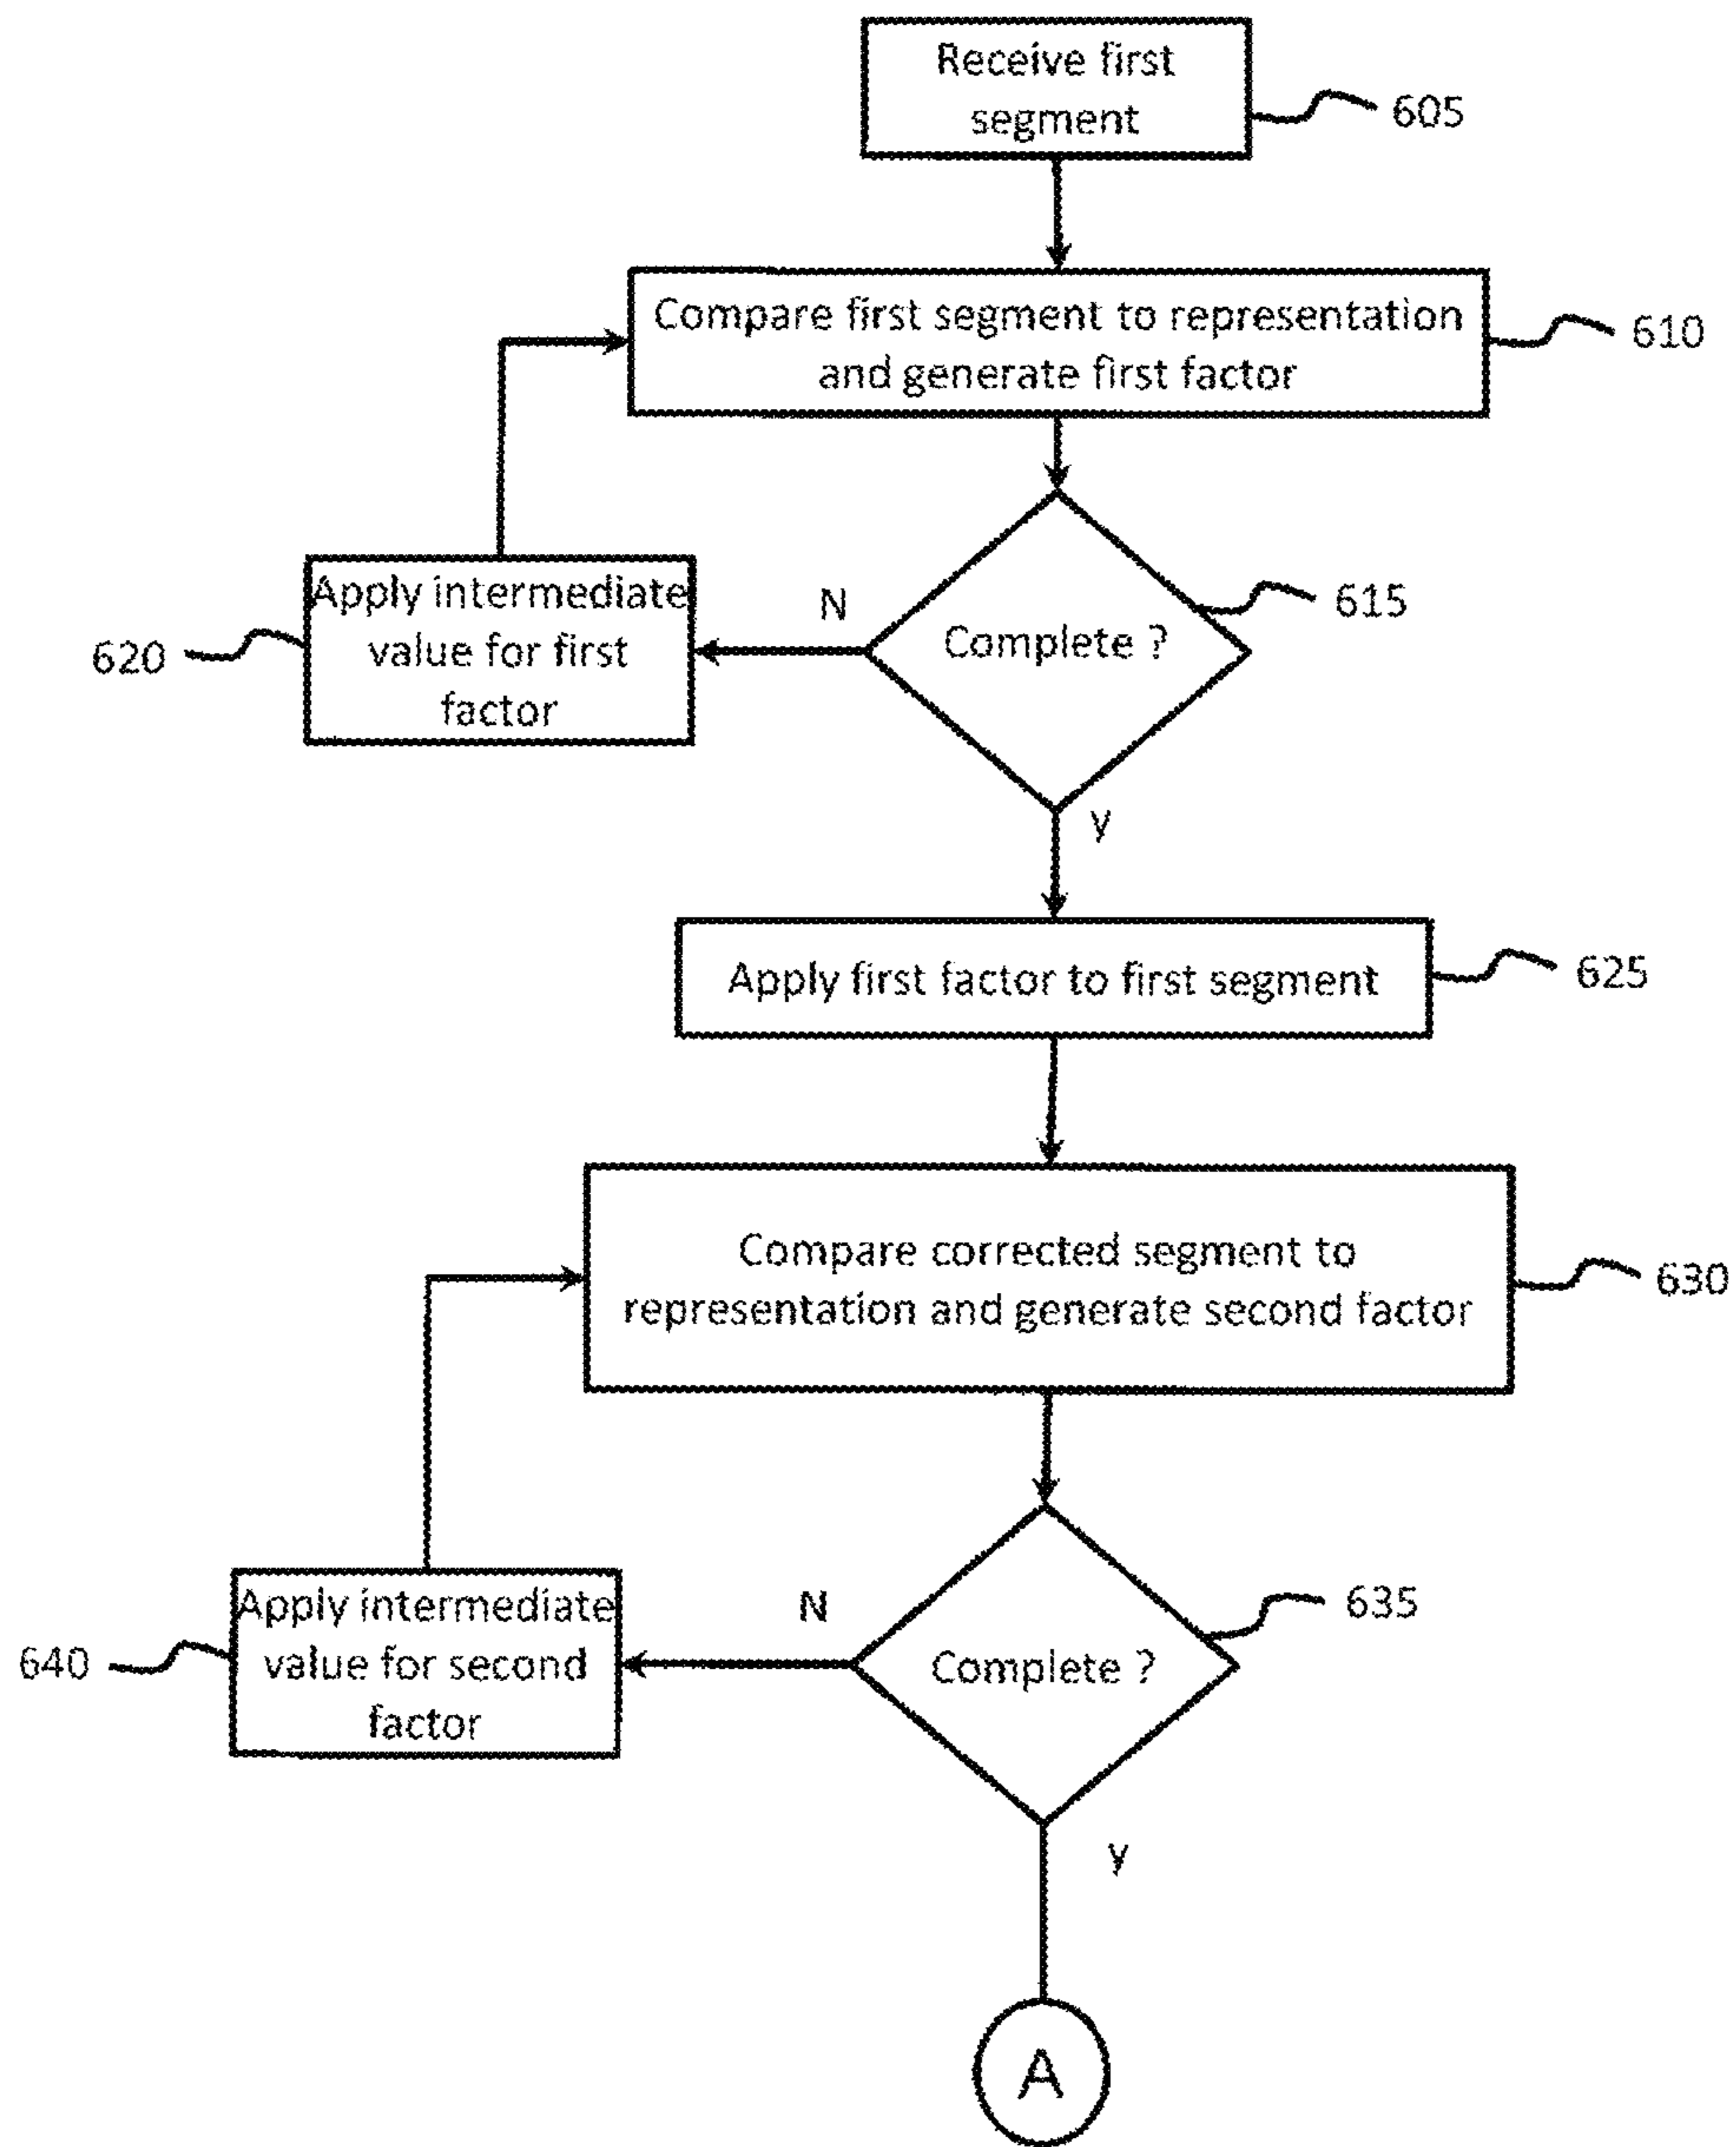 Receive first
segment
605
Compare first segment to representation
and generate first factor
610
Complete ?
615
N
Apply intermediate
value for first
factor
620
y
Apply first factor to first segment
625
Compare corrected segment to
representation and generate second factor
630
Complete ?
635
N
Apply intermediate
value for second
factor
640
y
A